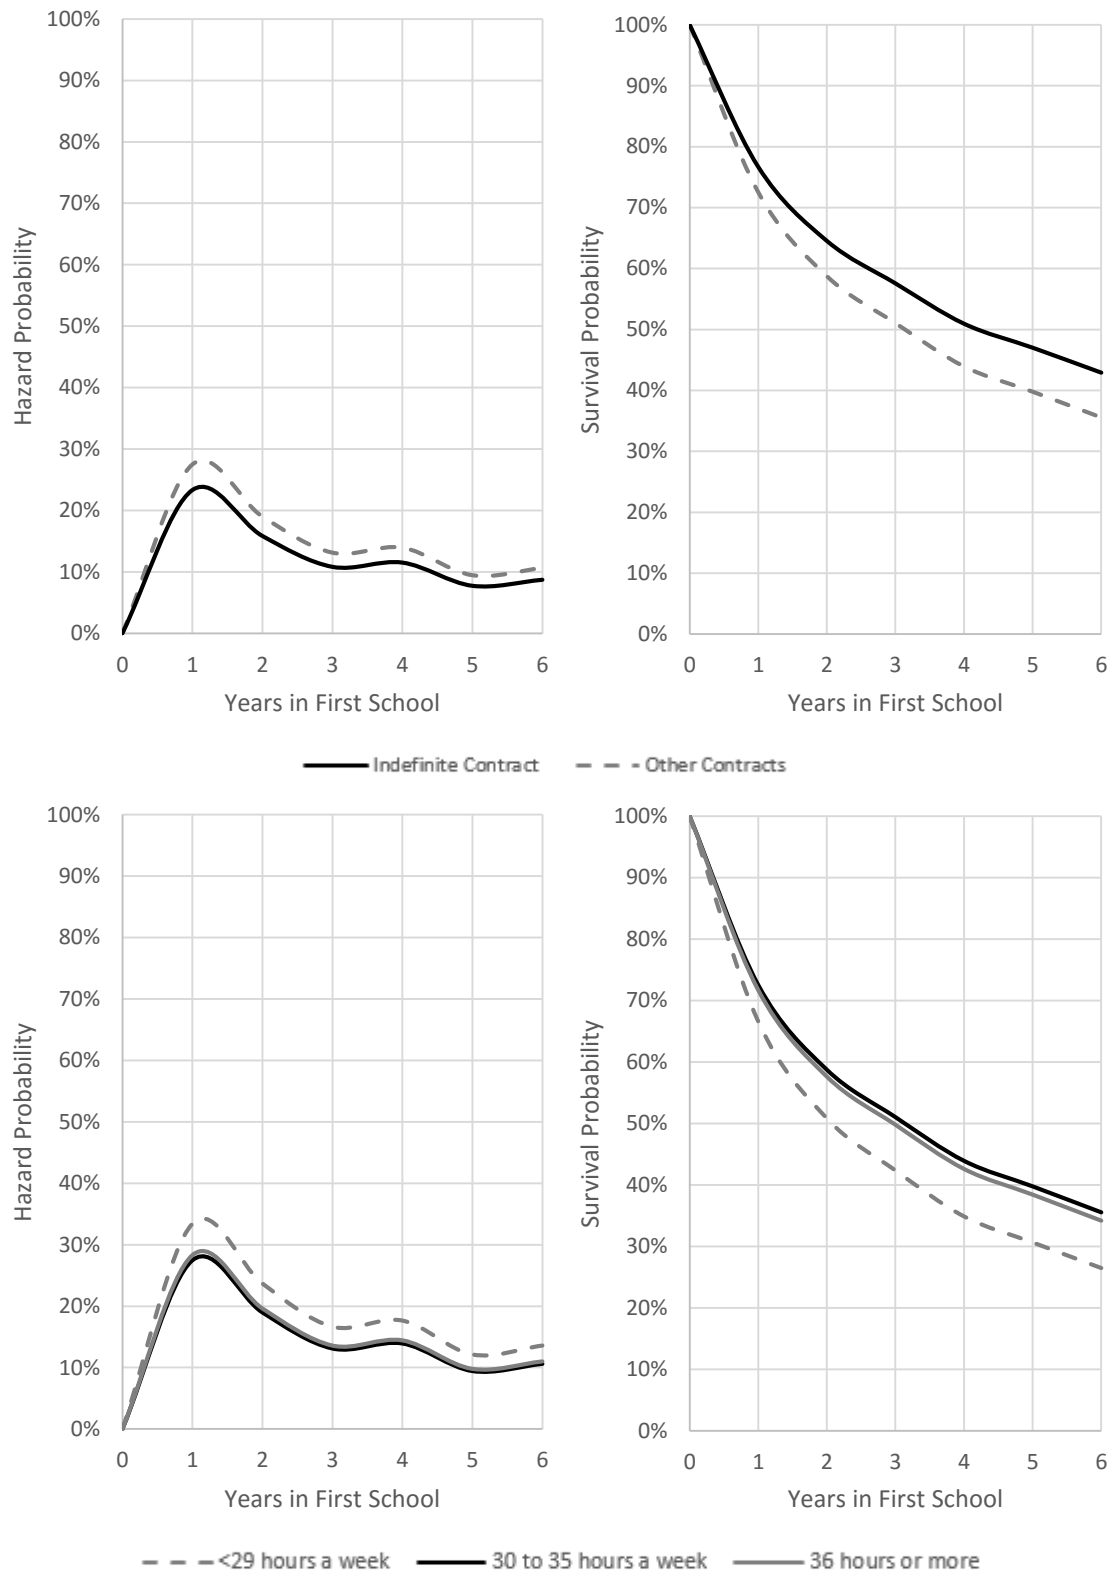 100%
90%
80%
70%
60%
50%
40%
30%
20%
10%
0%
Hazard Probability
0 1 2 3 4 5 6
Years in First School
100%
90%
80%
70%
60%
50%
40%
30%
20%
10%
0%
Survival Probability
0 1 2 3 4 5 6
Years in First School
Indefinite Contract
Other Contracts
100%
90%
80%
70%
60%
50%
40%
30%
20%
10%
0%
Hazard Probability
0 1 2 3 4 5 6
Years in First School
100%
90%
80%
70%
60%
50%
40%
30%
20%
10%
0%
Survival Probability
0 1 2 3 4 5 6
Years in First School
<29 hours a week
30 to 35 hours a week
36 hours or more